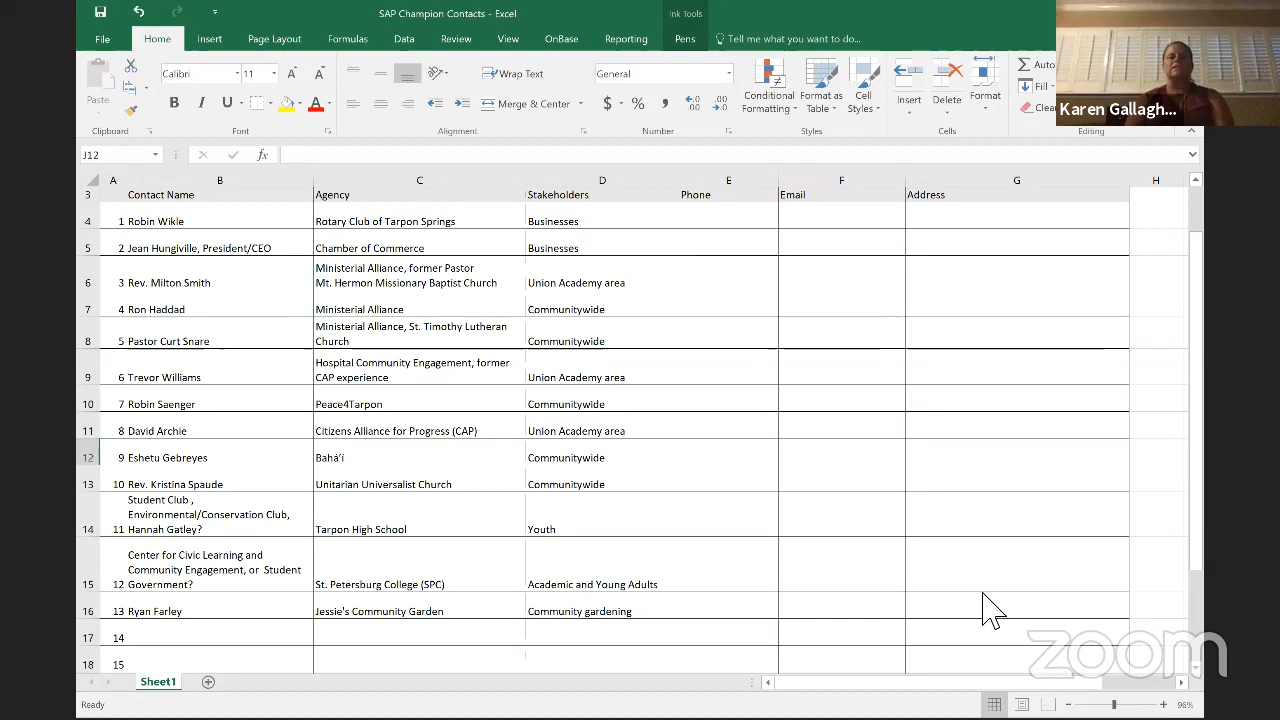 SAP Champion Contacts - Excel
Ink Tools
File
Home
Insert
Page Layout
Formulas
Data
Review
View
OnBase
Reporting
Pens
Tell me what you want to do...
Paste
Calibri
11
B I U
Wrap Text
Merge & Center
General
$ % ,
Conditional Formatting
Format as Table
Cell Styles
Insert
Delete
Format
Auto
Fill
Clea
Karen Gallagh...
Clipboard
Font
Alignment
Number
Styles
Cells
Editing
J12
fx
A B C D E F G H
3 Contact Name Agency Stakeholders Phone Email Address
4 1 Robin Wikle Rotary Club of Tarpon Springs Businesses
5 2 Jean Hungiville, President/CEO Chamber of Commerce Businesses
Ministerial Alliance, former Pastor
6 3 Rev. Milton Smith Mt. Hermon Missionary Baptist Church Union Academy area
7 4 Ron Haddad Ministerial Alliance Communitywide
Ministerial Alliance, St. Timothy Lutheran
8 5 Pastor Curt Snare Church Communitywide
Hospital Community Engagement, former
9 6 Trevor Williams CAP experience Union Academy area
10 7 Robin Saenger Peace4Tarpon Communitywide
11 8 David Archie Citizens Alliance for Progress (CAP) Union Academy area
12 9 Eshetu Gebreyes Bahá’í Communitywide
13 10 Rev. Kristina Spaude Unitarian Universalist Church Communitywide
Student Club ,
Environmental/Conservation Club,
14 11 Hannah Gatley? Tarpon High School Youth
Center for Civic Learning and
Community Engagement, or Student
15 12 Government? St. Petersburg College (SPC) Academic and Young Adults
16 13 Ryan Farley Jessie's Community Garden Community gardening
17 14
18 15
Sheet1
Ready
96%
zoom